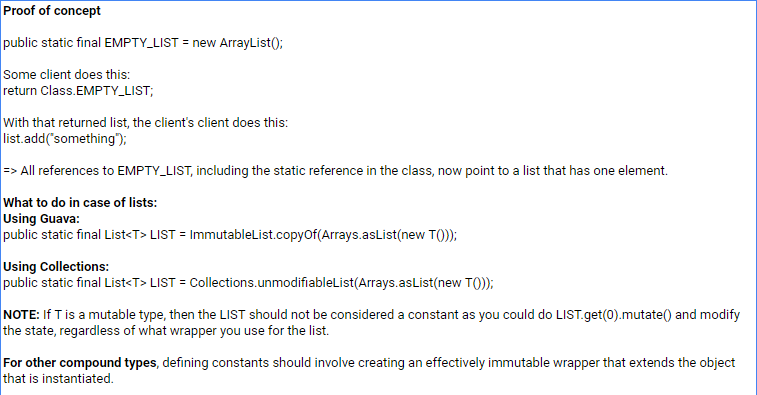 Proof of concept
public static final EMPTY_LIST = new ArrayList();
Some client does this:
return Class.EMPTY_LIST;
With that returned list, the client's client does this:
list.add("something");
=> All references to EMPTY_LIST, including the static reference in the class, now point to a list that has one element.
What to do in case of lists:
Using Guava:
public static final List<T> LIST = ImmutableList.copyOf(Arrays.asList(new T()));
Using Collections:
public static final List<T> LIST = Collections.unmodifiableList(Arrays.asList(new T()));
NOTE: If T is a mutable type, then the LIST should not be considered a constant as you could do LIST.get(0).mutate() and modify
the state, regardless of what wrapper you use for the list.
For other compound types, defining constants should involve creating an effectively immutable wrapper that extends the object
that is instantiated.